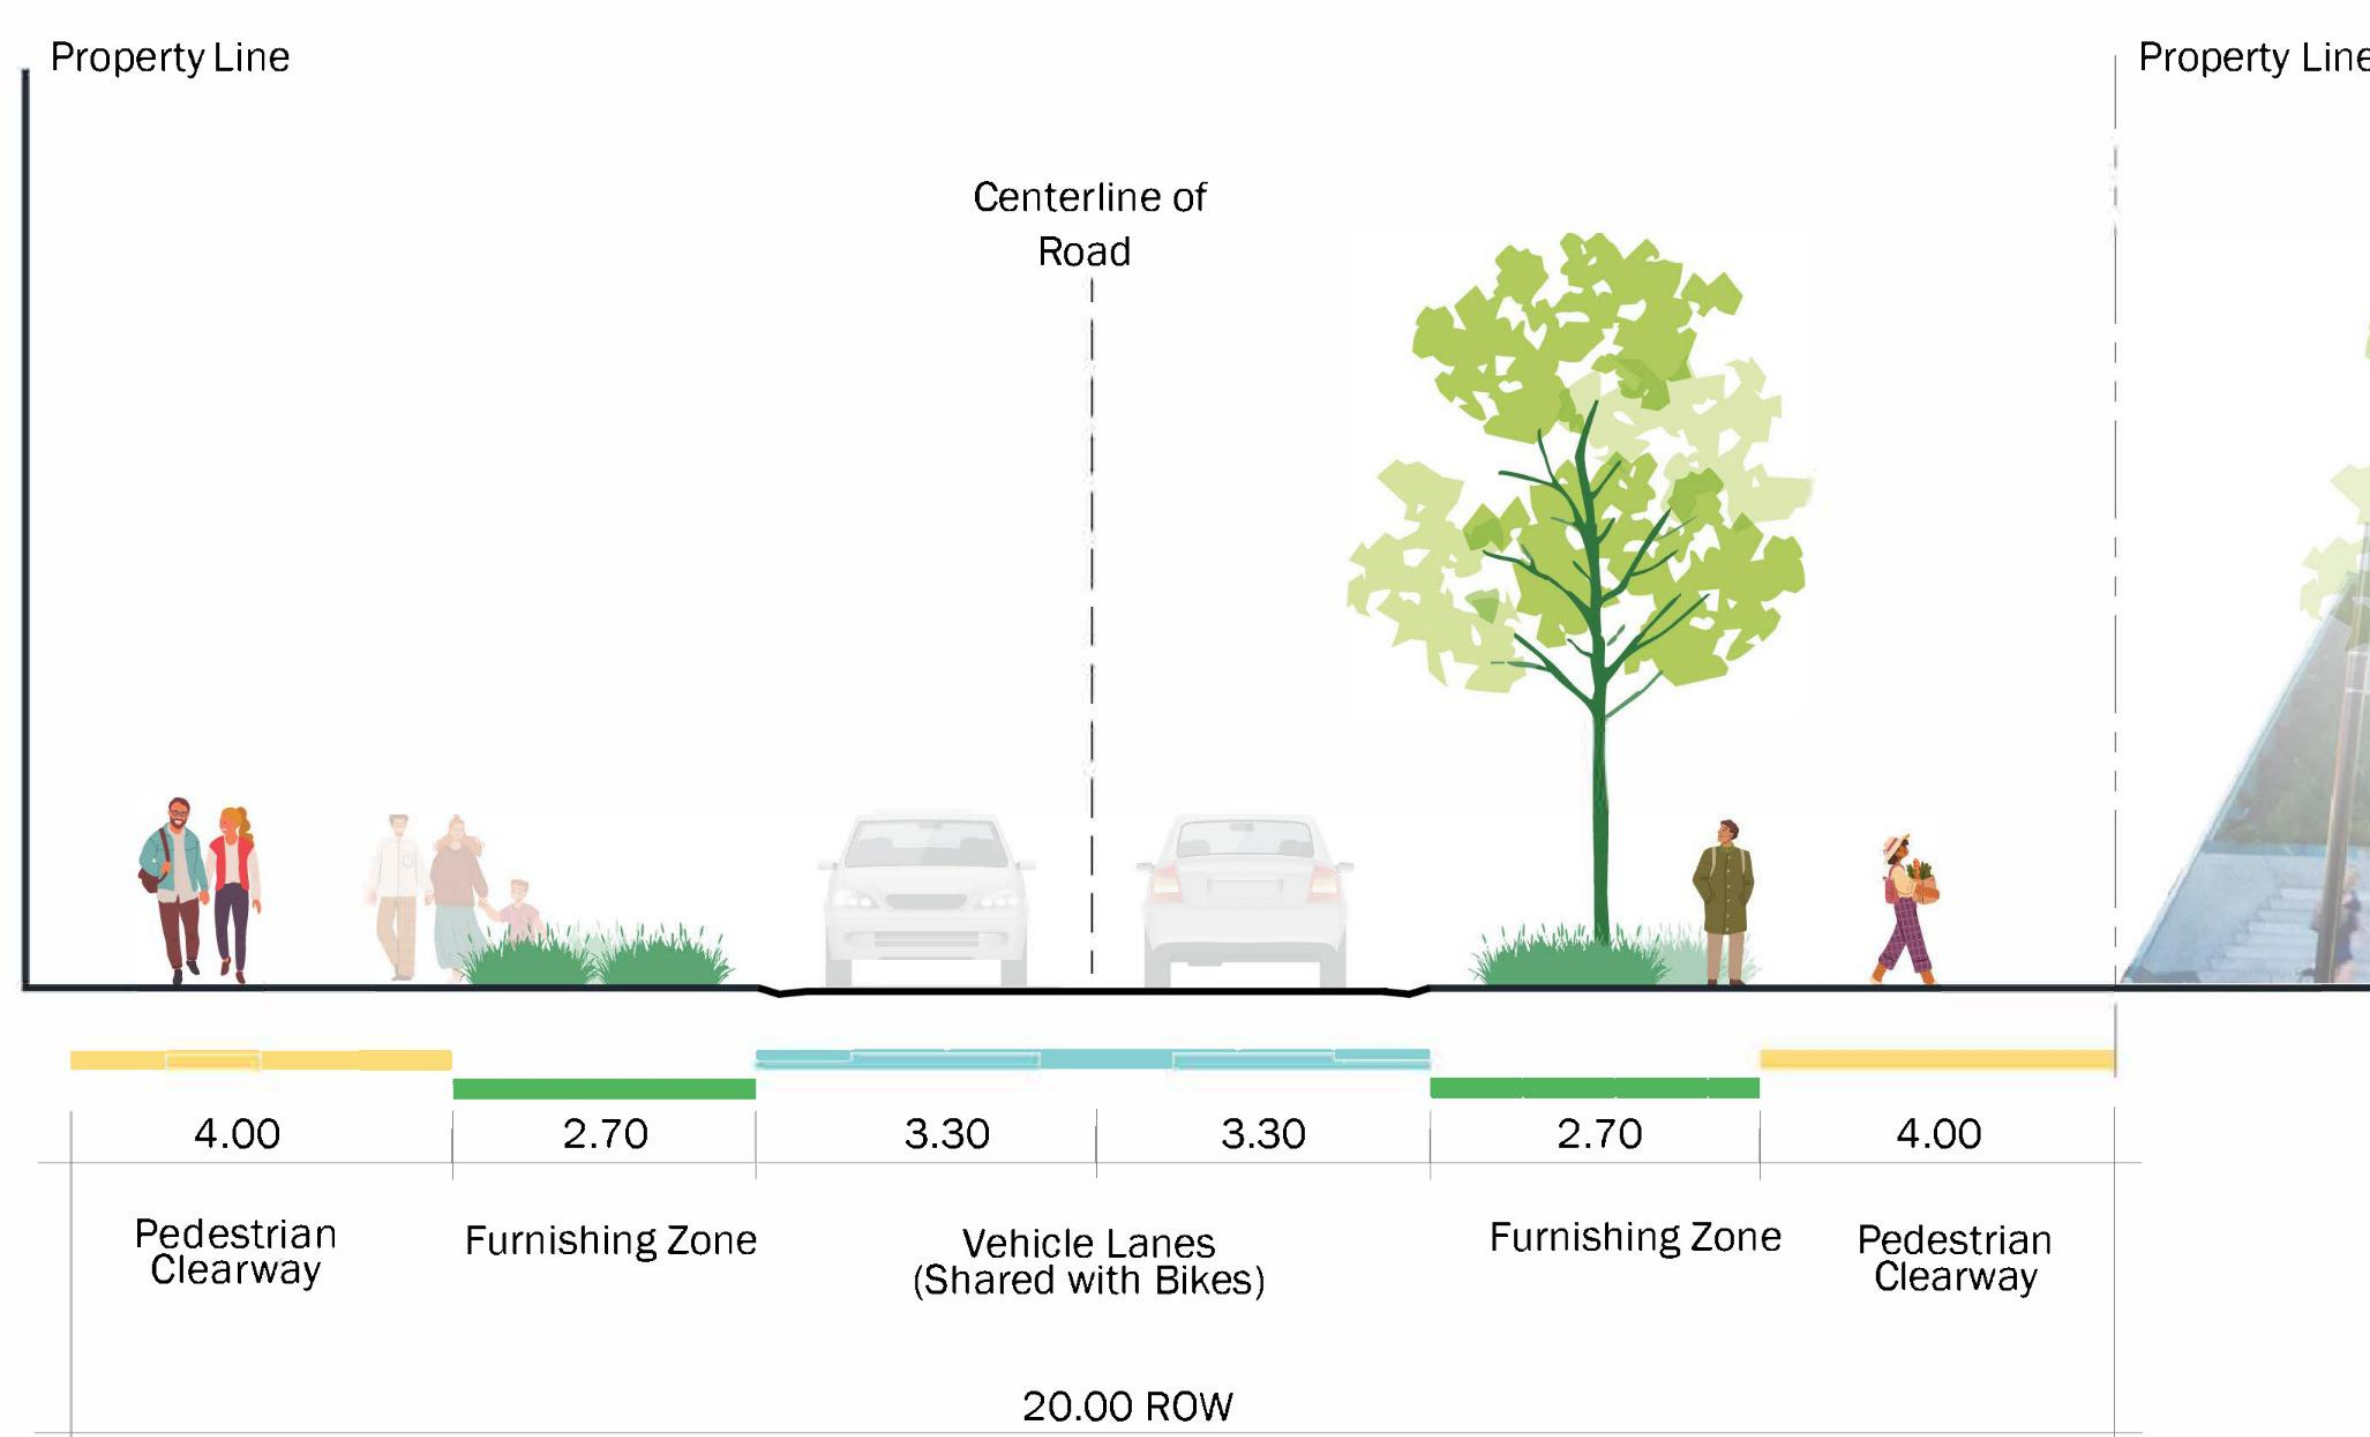 Property Line
Property Line
Centerline of
Road
4.00
2.70
3.30
3.30
2.70
4.00
Pedestrian
Clearway
Furnishing Zone
Vehicle Lanes
(Shared with Bikes)
Furnishing Zone
Pedestrian
Clearway
20.00 ROW